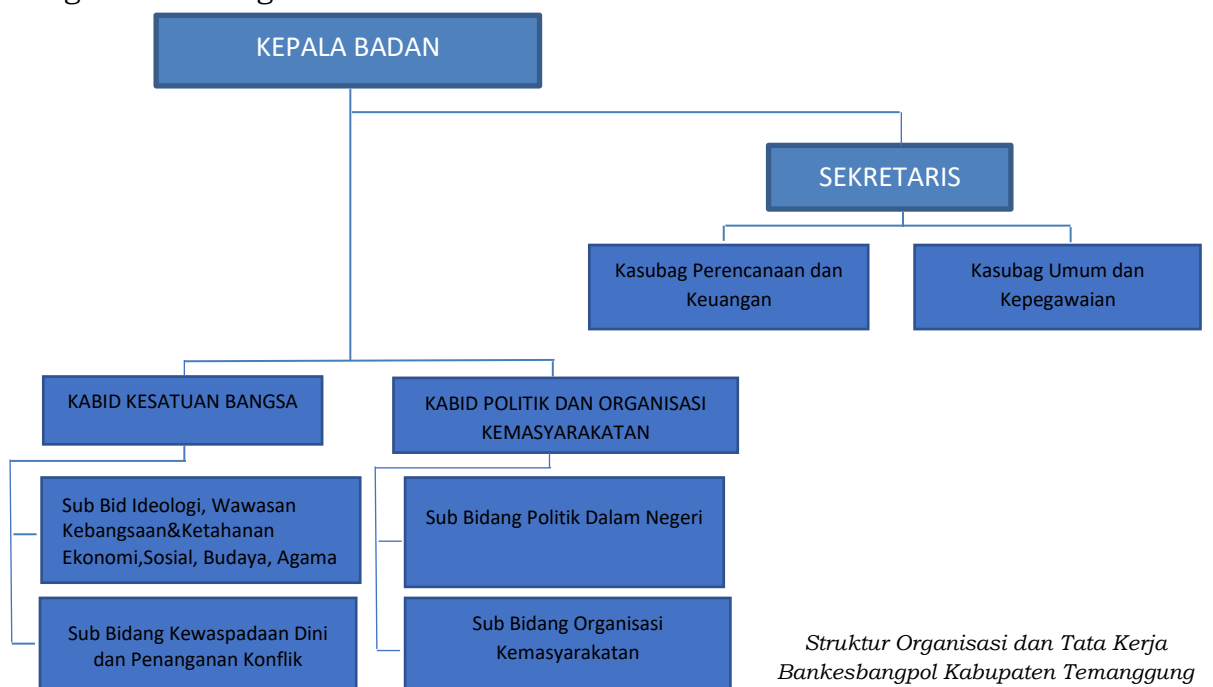 KEPALA BADAN
SEKRETARIS
Kasubag Perencanaan dan
Keuangan
Kasubag Umum dan
Kepegawaian
KABID KESATUAN BANGSA
KABID POLITIK DAN ORGANISASI
KEMASYARAKATAN
Sub Bid Ideologi, Wawasan
Kebangsaan&Ketahanan
Ekonomi,Sosial, Budaya, Agama
Sub Bidang Politik Dalam Negeri
Sub Bidang Kewaspadaan Dini
dan Penanganan Konflik
Sub Bidang Organisasi
Kemasyarakatan
Struktur Organisasi dan Tata Kerja
Bankesbangpol Kabupaten Temanggung